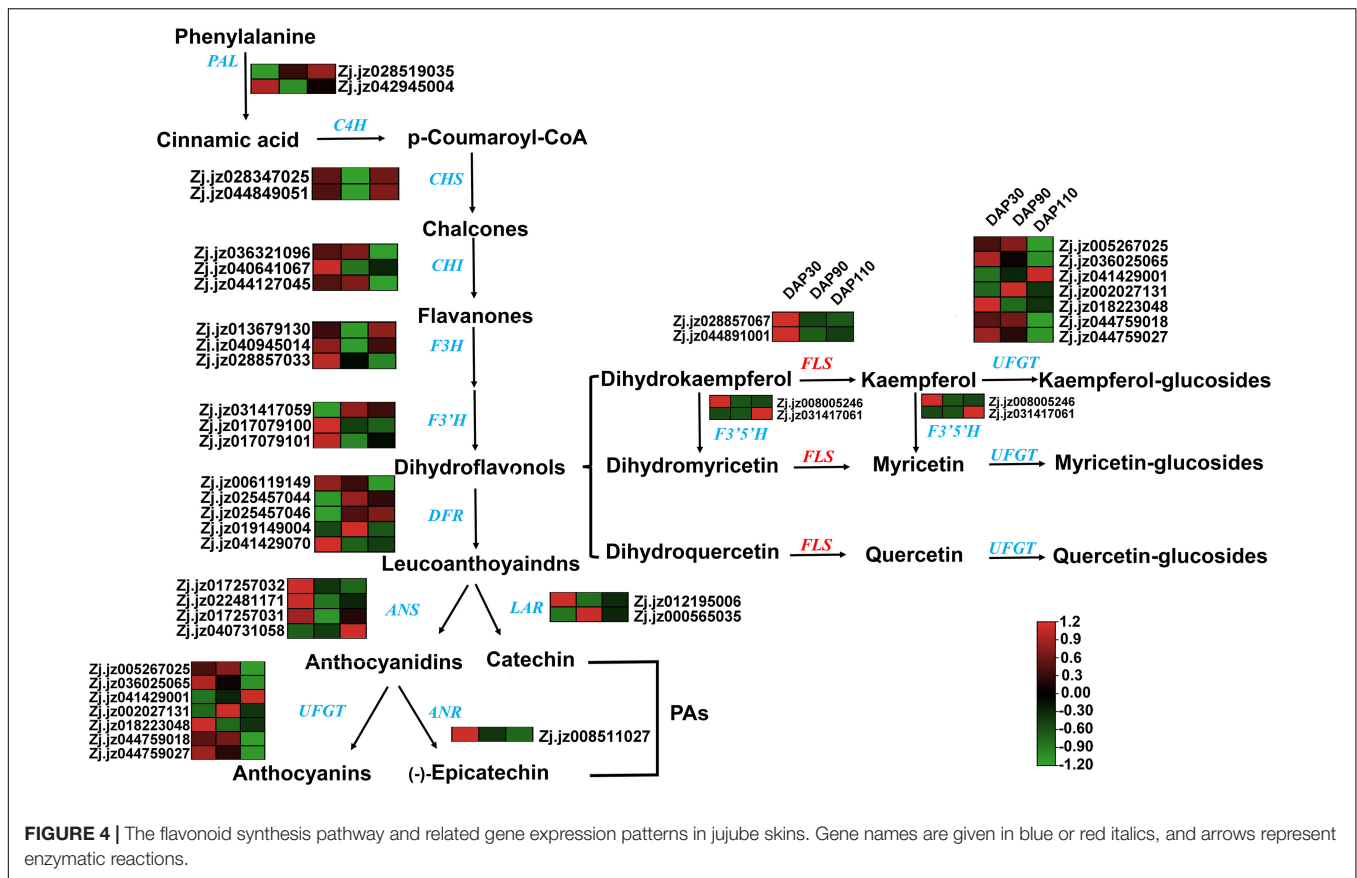 Phenylalanine
PAL
Zj.jz028519035
Zj.jz042945004
Cinnamic acid
C4H
p-Coumaroyl-CoA
Zj.jz028347025
Zj.jz044849051
CHS
Chalcones
Zj.jz036321096
Zj.jz040641067
Zj.jz044127045
CHI
Flavanones
Zj.jz013679130
Zj.jz040945014
Zj.jz028857033
F3H
Zj.jz031417059
Zj.jz017079100
Zj.jz017079101
F3'H
Dihydroflavonols
Zj.jz006119149
Zj.jz025457044
Zj.jz025457046
Zj.jz019149004
Zj.jz041429070
DFR
Leucoanthoyaindns
Zj.jz017257032
Zj.jz022481171
Zj.jz017257031
Zj.jz040731058
ANS
LAR
Zj.jz012195006
Zj.jz000565035
Anthocyanidins
Catechin
Zj.jz005267025
Zj.jz036025065
Zj.jz041429001
Zj.jz002027131
Zj.jz018223048
Zj.jz044759018
Zj.jz044759027
UFGT
ANR
Zj.jz008511027
PAs
Anthocyanins
(-)-Epicatechin
DAP30
DAP90
DAP110
Zj.jz028857067
Zj.jz044891001
DAP30
DAP90
DAP110
Zj.jz005267025
Zj.jz036025065
Zj.jz041429001
Zj.jz002027131
Zj.jz018223048
Zj.jz044759018
Zj.jz044759027
Dihydrokaempferol
FLS
Kaempferol
UFGT
Kaempferol-glucosides
Zj.jz008005246
Zj.jz031417061
F3'5'H
Zj.jz008005246
Zj.jz031417061
F3'5'H
Dihydromyricetin
FLS
Myricetin
UFGT
Myricetin-glucosides
Dihydroquercetin
FLS
Quercetin
UFGT
Quercetin-glucosides
1.2
0.9
0.6
0.3
0.00
-0.30
-0.60
-0.90
-1.20
FIGURE 4 | The flavonoid synthesis pathway and related gene expression patterns in jujube skins. Gene names are given in blue or red italics, and arrows represent
enzymatic reactions.